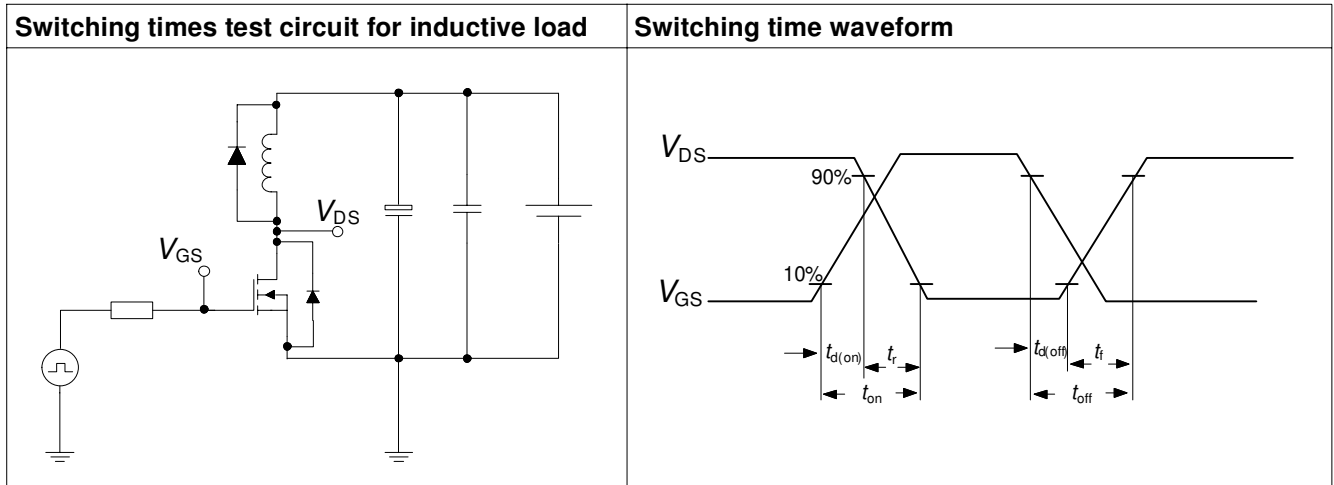 Switching times test circuit for inductive load
Switching time waveform
V_DS
V_GS
V_DS
90%
10%
V_GS
t_d(on)
t_r
t_d(off)
t_f
t_on
t_off